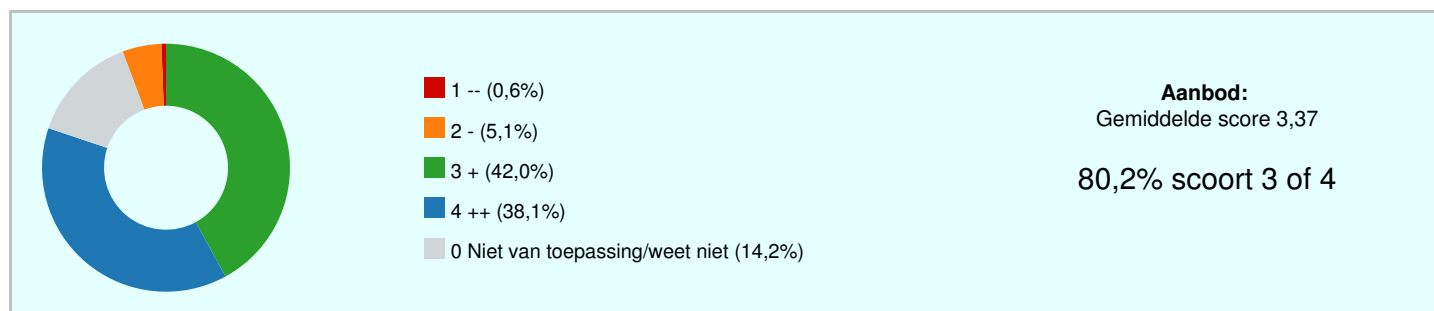 1 -- (0,6%)
2 - (5,1%)
3 + (42,0%)
4 ++ (38,1%)
0 Niet van toepassing/weet niet (14,2%)
Aanbod:
Gemiddelde score 3,37
80,2% scoort 3 of 4